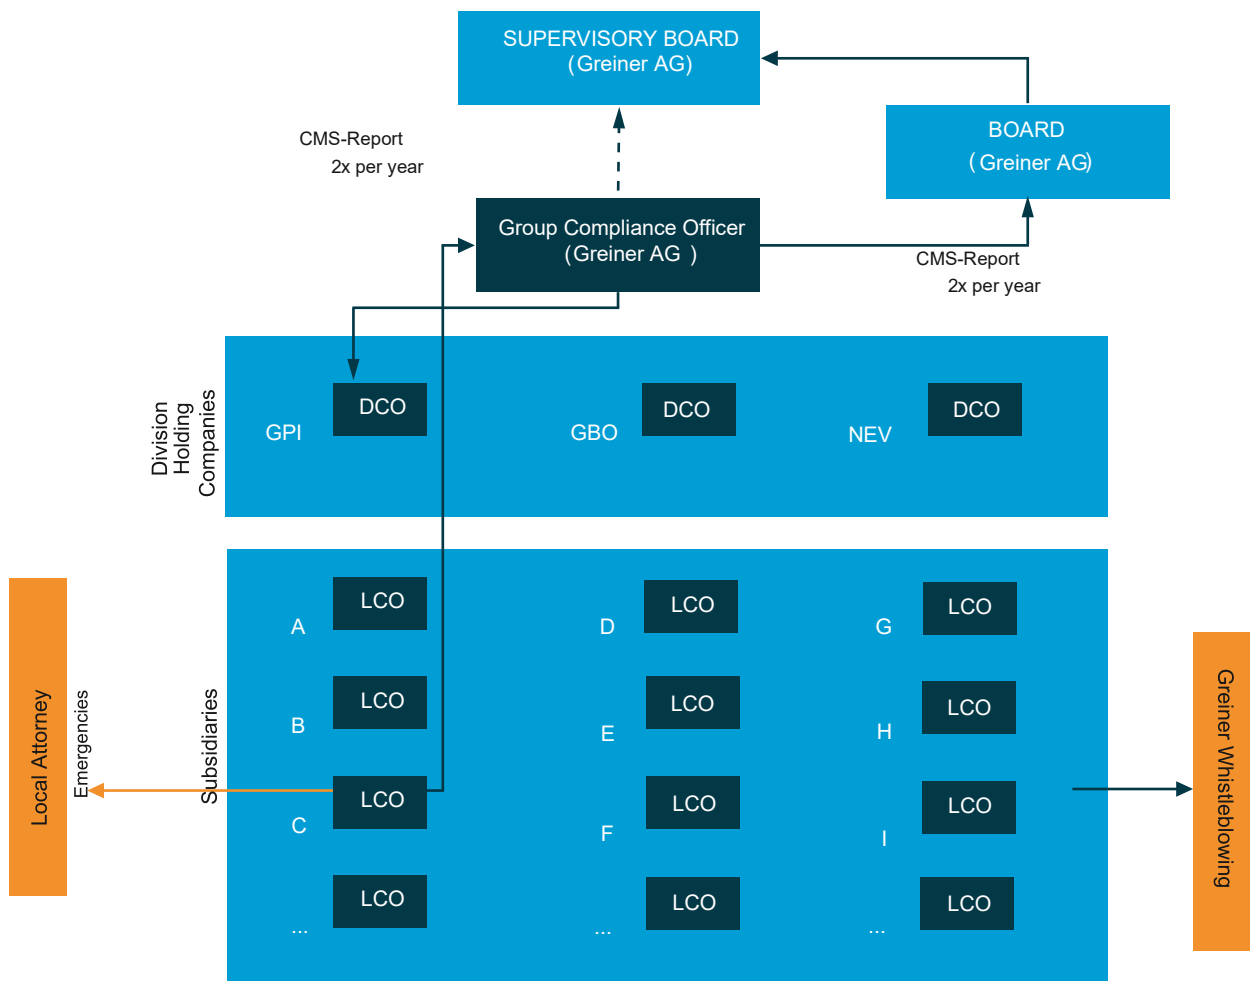 SUPERVISORY BOARD
(Greiner AG)
BOARD
(Greiner AG)
CMS-Report
2x per year
Group Compliance Officer
(Greiner AG )
CMS-Report
2x per year
Division
Holding
Companies
GPI
DCO
GBO
DCO
NEV
DCO
Subsidiaries
A
LCO
D
LCO
G
LCO
B
LCO
E
LCO
H
LCO
C
LCO
F
LCO
I
LCO
...
LCO
...
LCO
...
LCO
Local Attorney
Emergencies
Greiner Whistleblowing